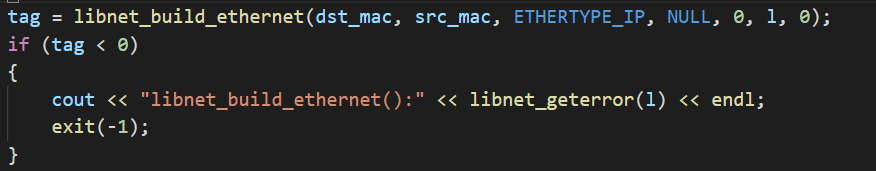 tag = libnet_build_ethernet(dst_mac, src_mac, ETHERTYPE_IP, NULL, 0, l, 0);
if (tag < 0)
{
    cout << "libnet_build_ethernet():" << libnet_geterror(l) << endl;
    exit(-1);
}